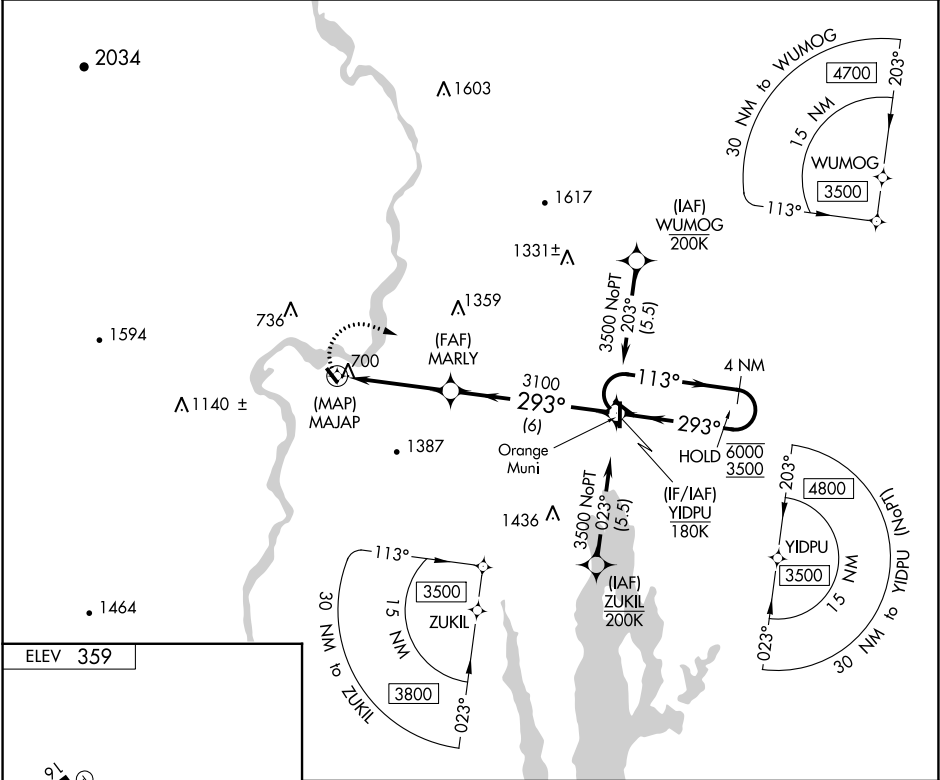 2034
1603
1617
1331±
(IAF)
WUMOG
200K
30 NM to WUMOG
4700
203°
15 NM
WUMOG
3500
113°
736
1359
1594
(FAF)
MARLY
700
3500 NoPT
203°
(5.5)
4 NM
113°
3100
293°
(6)
293°
1140 ±
(MAP)
MAJAP
Orange
Muni
HOLD
6000
3500
1387
(IF/IAF)
YIDPU
180K
1436
3500 NoPT
023°
(5.5)
203°
4800
YIDPU
3500
15 NM
30 NM to YIDPU (NoPT)
023°
(IAF)
ZUKIL
200K
113°
3500
ZUKIL
15 NM
3800
30 NM to ZUKIL
023°
1464
ELEV 359
16